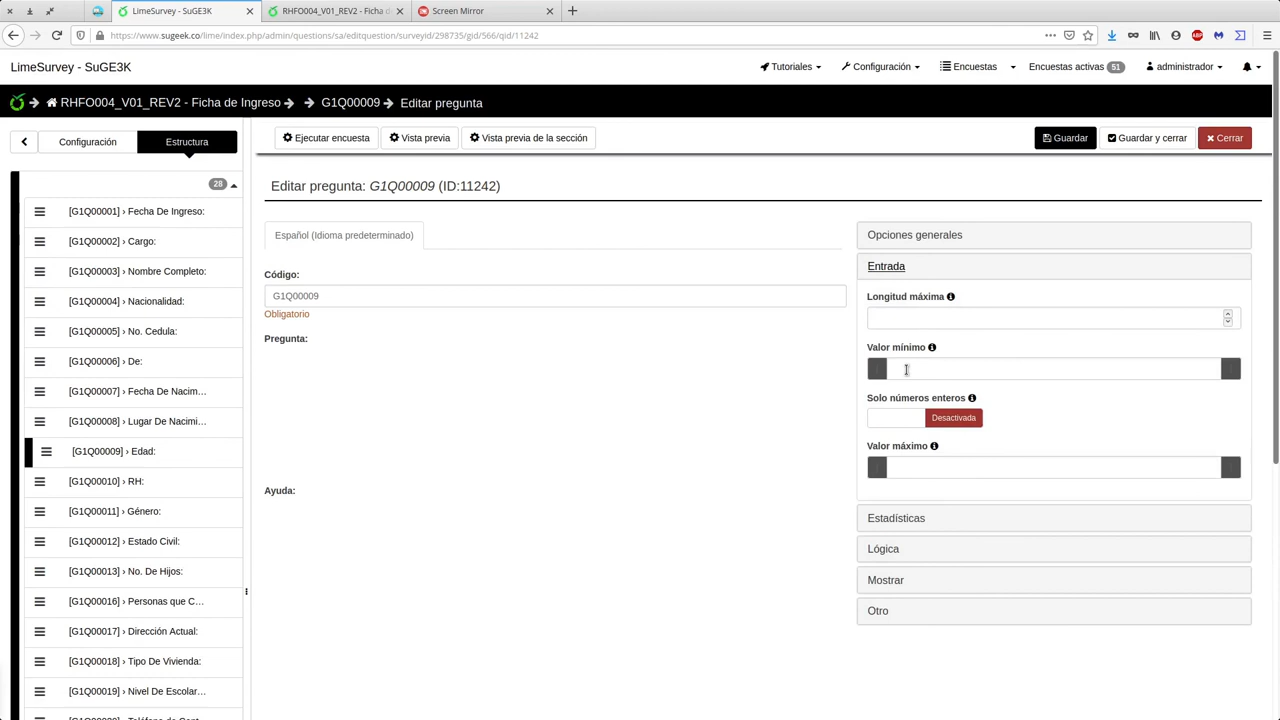 LimeSurvey - SuGE3K
RHFO004_V01_REV2 - Ficha d
Screen Mirror
https://www.sugeek.co/lime/index.php/admin/questions/sa/editquestion/surveyid/298735/gid/566/qid/11242
LimeSurvey - SuGE3K
Tutoriales
Configuración
Encuestas
Encuestas activas 51
administrador
RHFO004_V01_REV2 - Ficha de Ingreso
G1Q00009
Editar pregunta
Configuración
Estructura
Ejecutar encuesta
Vista previa
Vista previa de la sección
Guardar
Guardar y cerrar
Cerrar
28
[G1Q00001] › Fecha De Ingreso:
[G1Q00002] › Cargo:
[G1Q00003] › Nombre Completo:
[G1Q00004] › Nacionalidad:
[G1Q00005] › No. Cedula:
[G1Q00006] › De:
[G1Q00007] › Fecha De Nacim...
[G1Q00008] › Lugar De Nacimi...
[G1Q00009] › Edad:
[G1Q00010] › RH:
[G1Q00011] › Género:
[G1Q00012] › Estado Civil:
[G1Q00013] › No. De Hijos:
[G1Q00016] › Personas que C...
[G1Q00017] › Dirección Actual:
[G1Q00018] › Tipo De Vivienda:
[G1Q00019] › Nivel De Escolar...
Editar pregunta: G1Q00009 (ID:11242)
Español (Idioma predeterminado)
Código:
G1Q00009
Obligatorio
Pregunta:
Ayuda:
Opciones generales
Entrada
Longitud máxima
Valor mínimo
Solo números enteros
Desactivada
Valor máximo
Estadísticas
Lógica
Mostrar
Otro